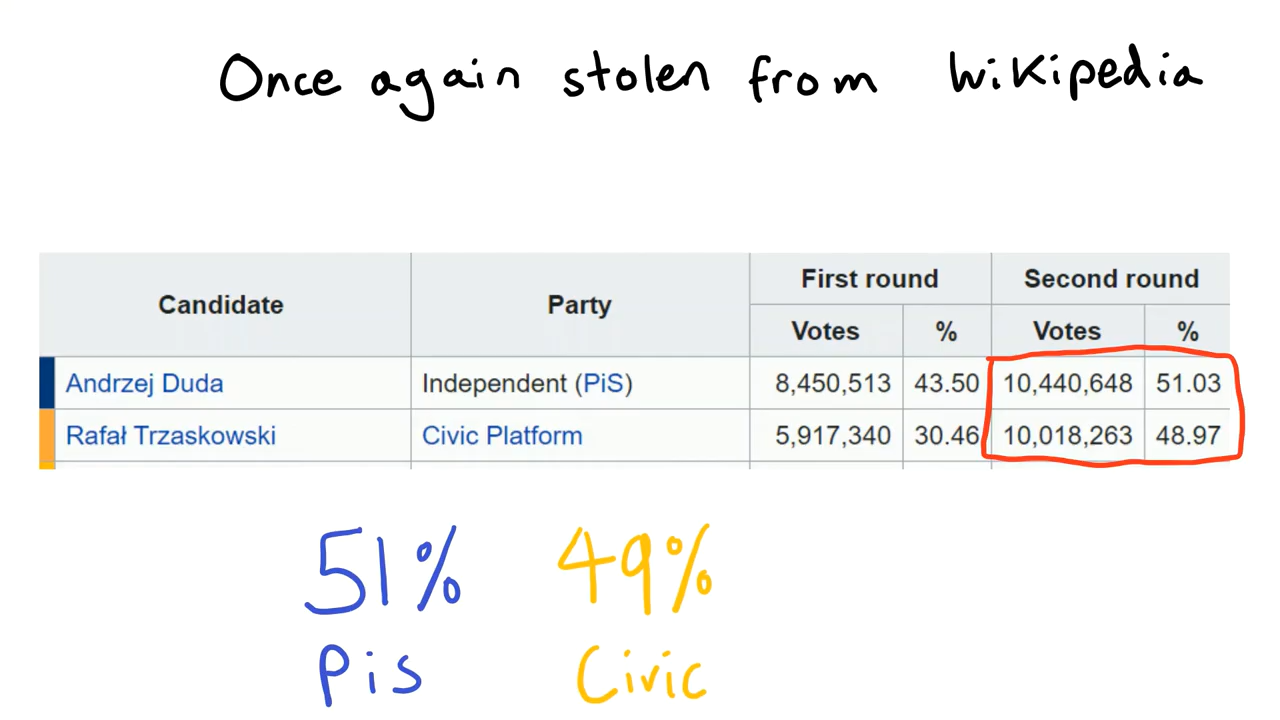 Once again stolen from Wikipedia
Candidate Party First round Second round
Votes % Votes %
Andrzej Duda Independent (PiS) 8,450,513 43.50 10,440,648 51.03
Rafał Trzaskowski Civic Platform 5,917,340 30.46 10,018,263 48.97
51% 49%
Pis Civic